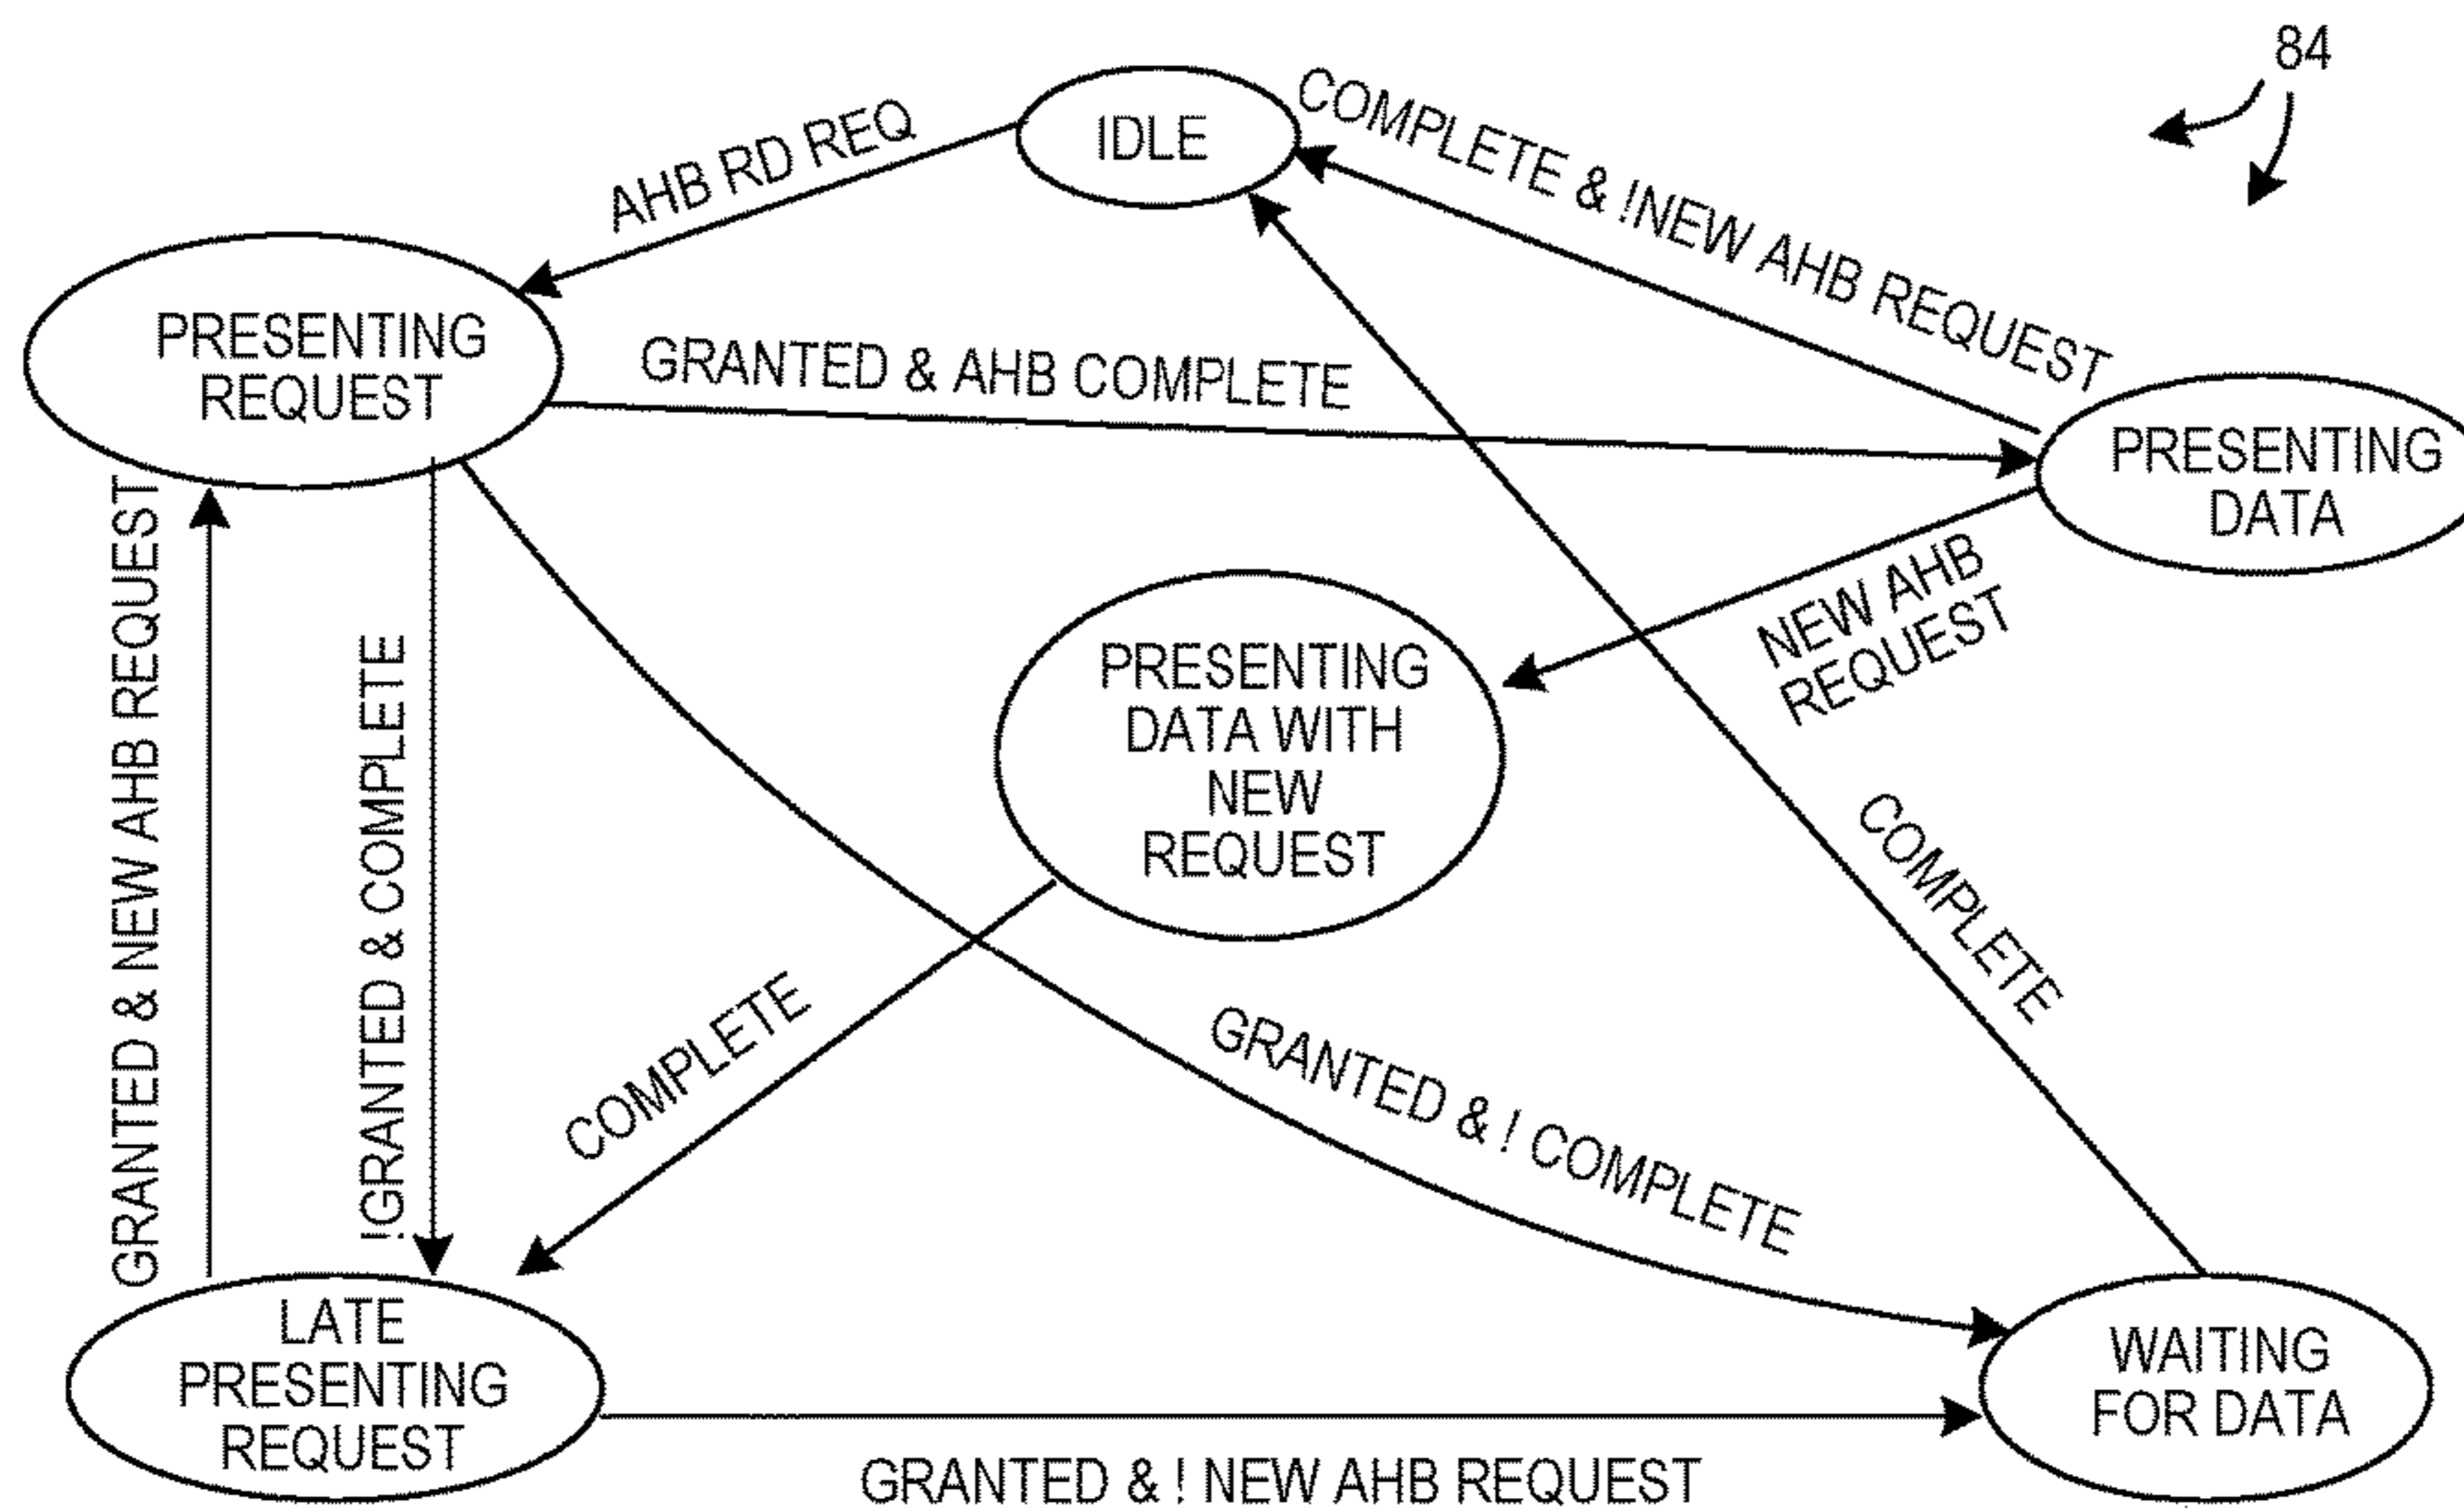 84
IDLE
AHB RD REQ
COMPLETE & !NEW AHB REQUEST
PRESENTING
REQUEST
GRANTED & AHB COMPLETE
PRESENTING
DATA
NEW AHB
REQUEST
GRANTED & NEW AHB REQUEST
!GRANTED & COMPLETE
PRESENTING
DATA WITH
NEW
REQUEST
COMPLETE
COMPLETE
GRANTED & ! COMPLETE
LATE
PRESENTING
REQUEST
WAITING
FOR DATA
GRANTED & ! NEW AHB REQUEST